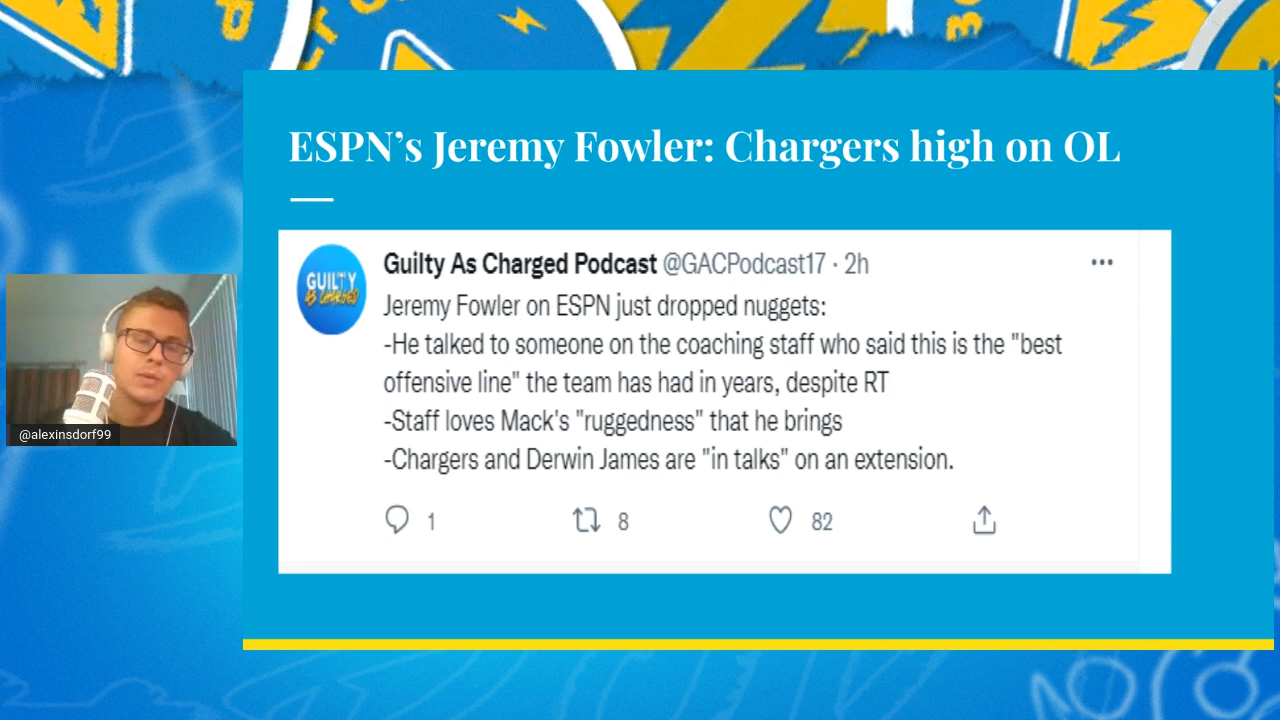 ESPN’s Jeremy Fowler: Chargers high on OL
GUILTY
AS CHARGED
Guilty As Charged Podcast @GACPodcast17 · 2h
Jeremy Fowler on ESPN just dropped nuggets:
-He talked to someone on the coaching staff who said this is the "best
offensive line" the team has had in years, despite RT
-Staff loves Mack's "ruggedness" that he brings
-Chargers and Derwin James are "in talks" on an extension.
1 8 82
@alexinsdorf99